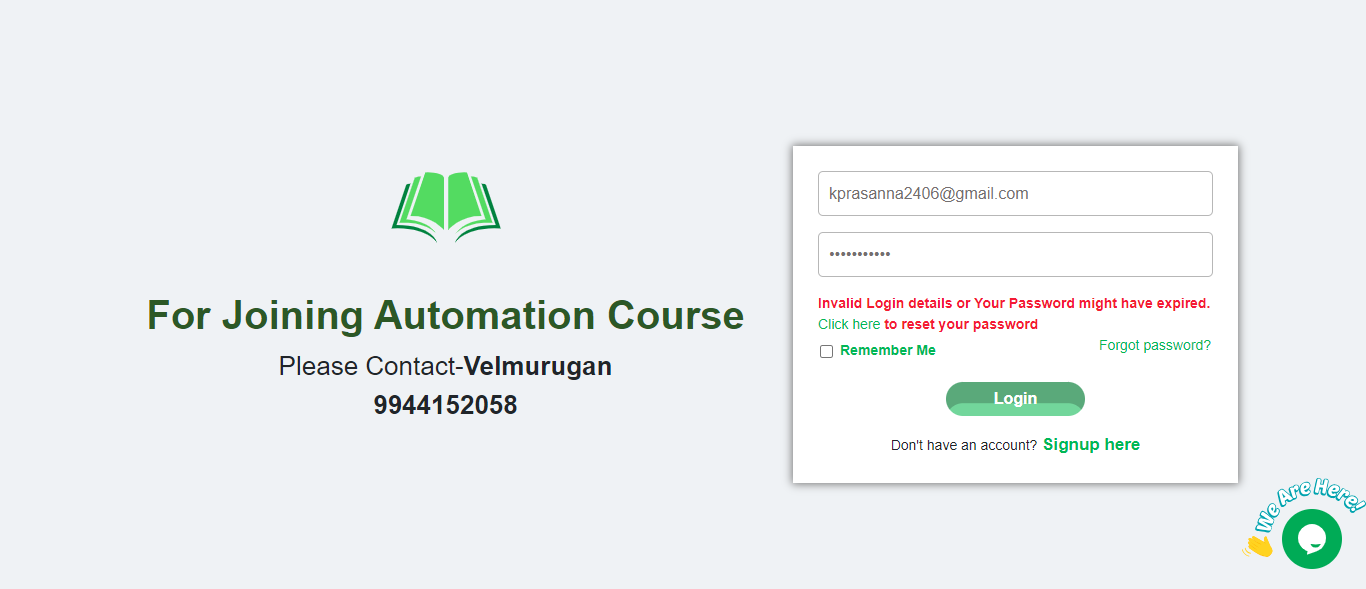 For Joining Automation Course
Please Contact-Velmurugan
9944152058
kprasanna2406@gmail.com
•••••••••••
Invalid Login details or Your Password might have expired.
Click here to reset your password
Remember Me
Forgot password?
Login
Don't have an account? Signup here
We Are Here!